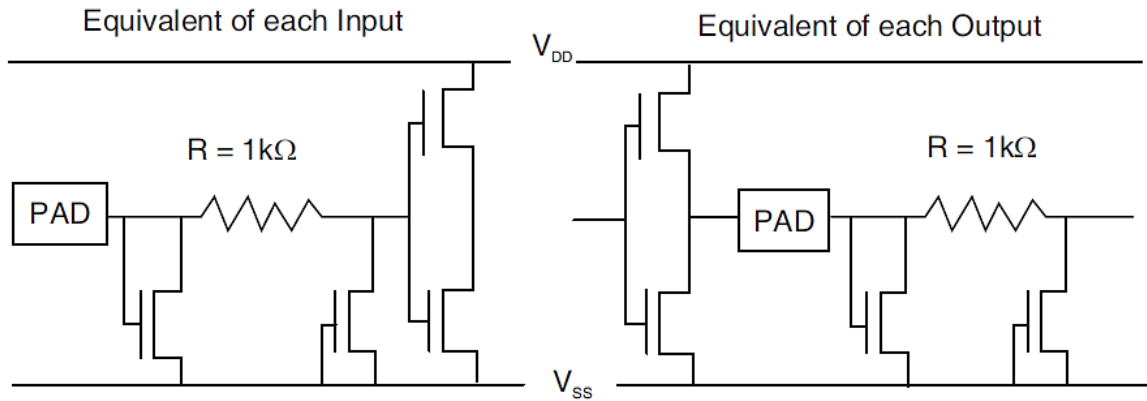 Equivalent of each Input
Equivalent of each Output
VDD
R = 1kΩ
R = 1kΩ
PAD
PAD
VSS